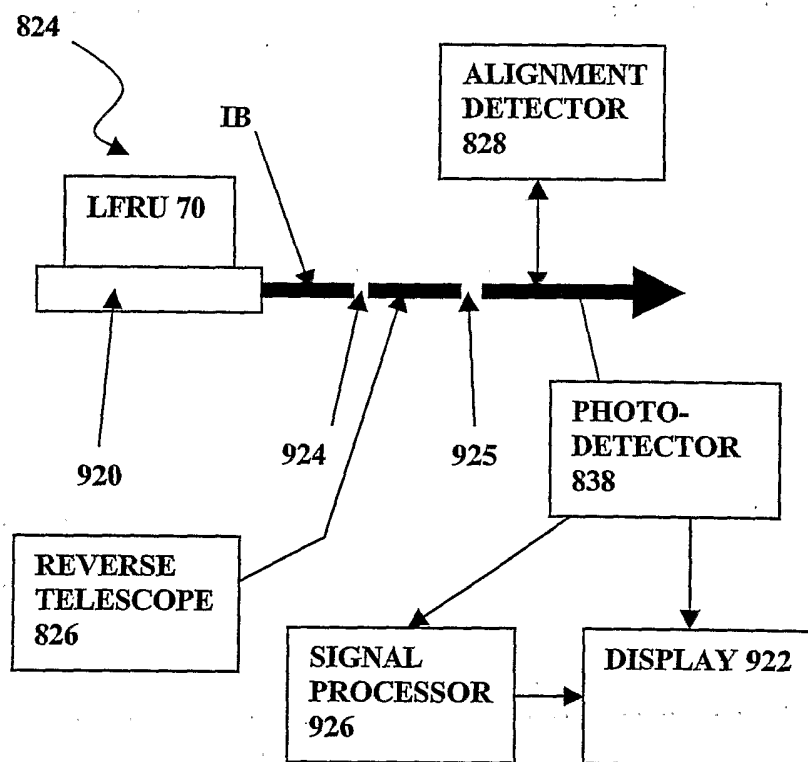 824
ALIGNMENT
DETECTOR
828
IB
LFRU 70
920
924
925
PHOTO-
DETECTOR
838
REVERSE
TELESCOPE
826
SIGNAL
PROCESSOR
926
DISPLAY 922